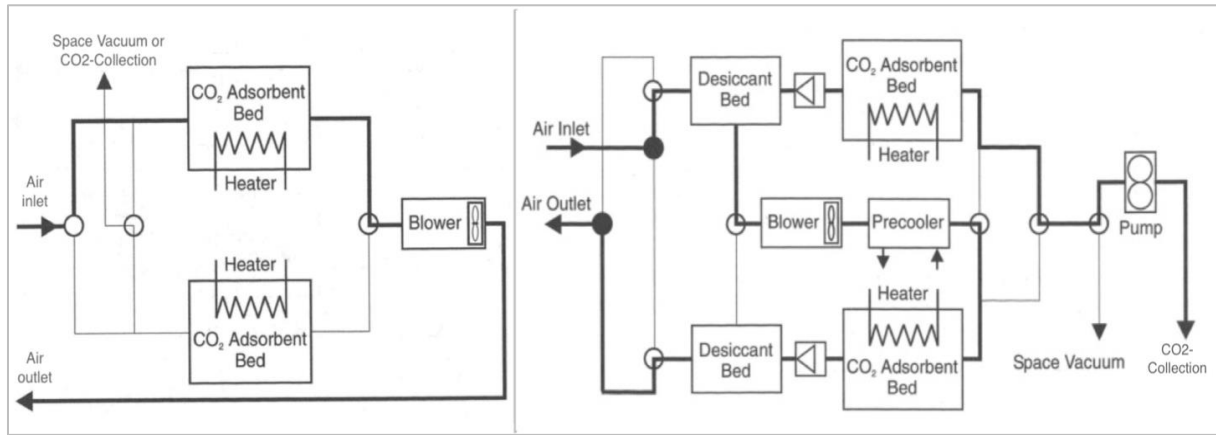 Space Vacuum or
CO2-Collection
CO₂ Adsorbent
Bed
Heater
Air
inlet
Blower
Heater
CO₂ Adsorbent
Bed
Air
outlet
Desiccant
Bed
CO₂ Adsorbent
Bed
Heater
Air Inlet
Air Outlet
Blower
Precooler
Pump
Heater
Desiccant
Bed
CO₂ Adsorbent
Bed
Space Vacuum
CO2-
Collection